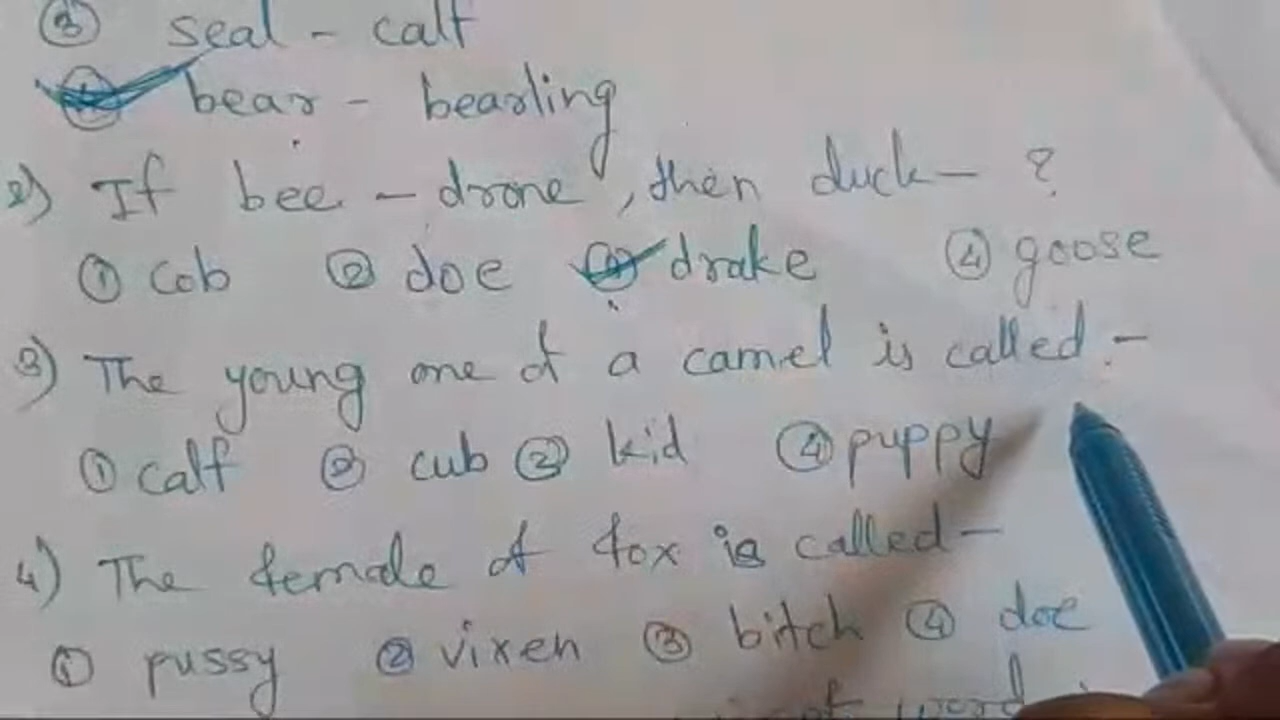 ③ seal - calf
④ bear - bearling
2) If bee - drone, then duck - ?
① cob ② doe ③ drake ④ goose
3) The young one of a camel is called -
① calf ② cub ② kid ④ puppy
4) The female of fox is called -
① pussy ② vixen ③ bitch ④ doe
word